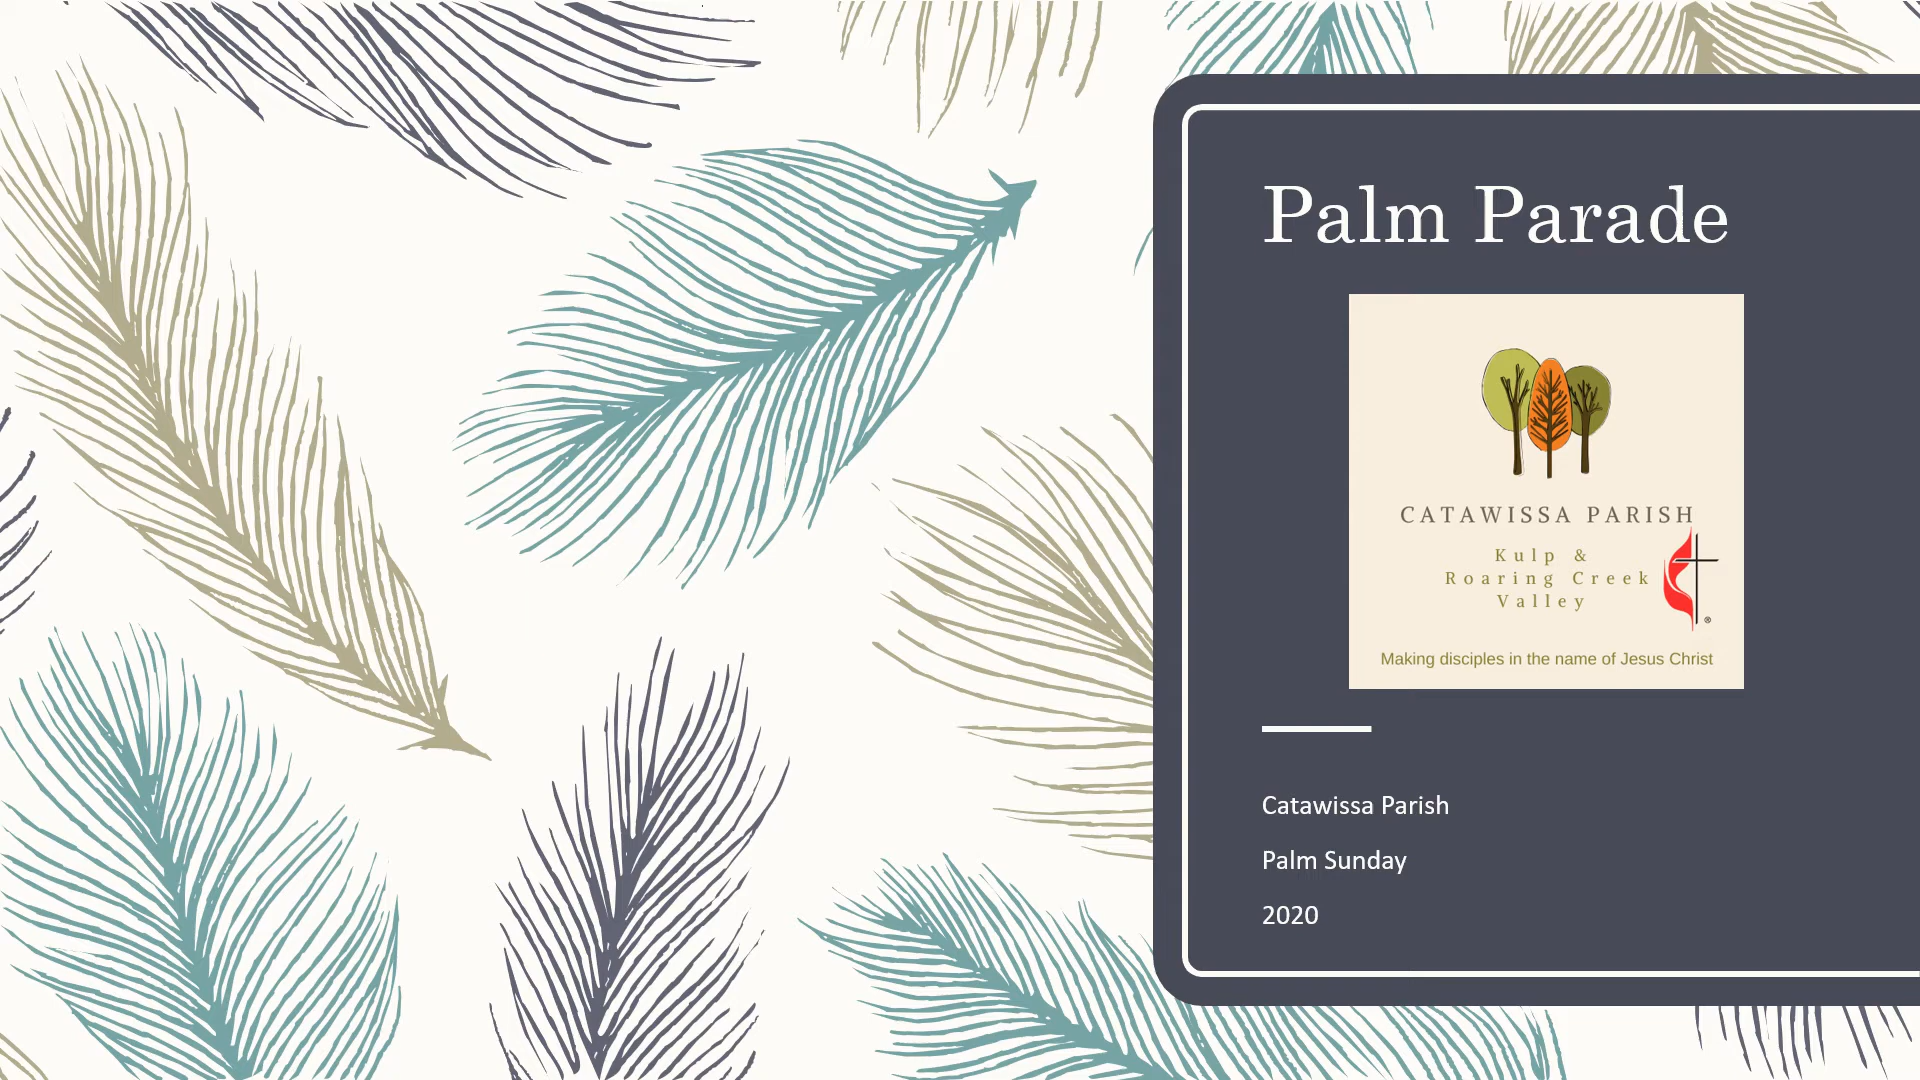 Palm Parade
CATAWISSA PARISH
Kulp &
Roaring Creek
Valley
®
Making disciples in the name of Jesus Christ
Catawissa Parish
Palm Sunday
2020